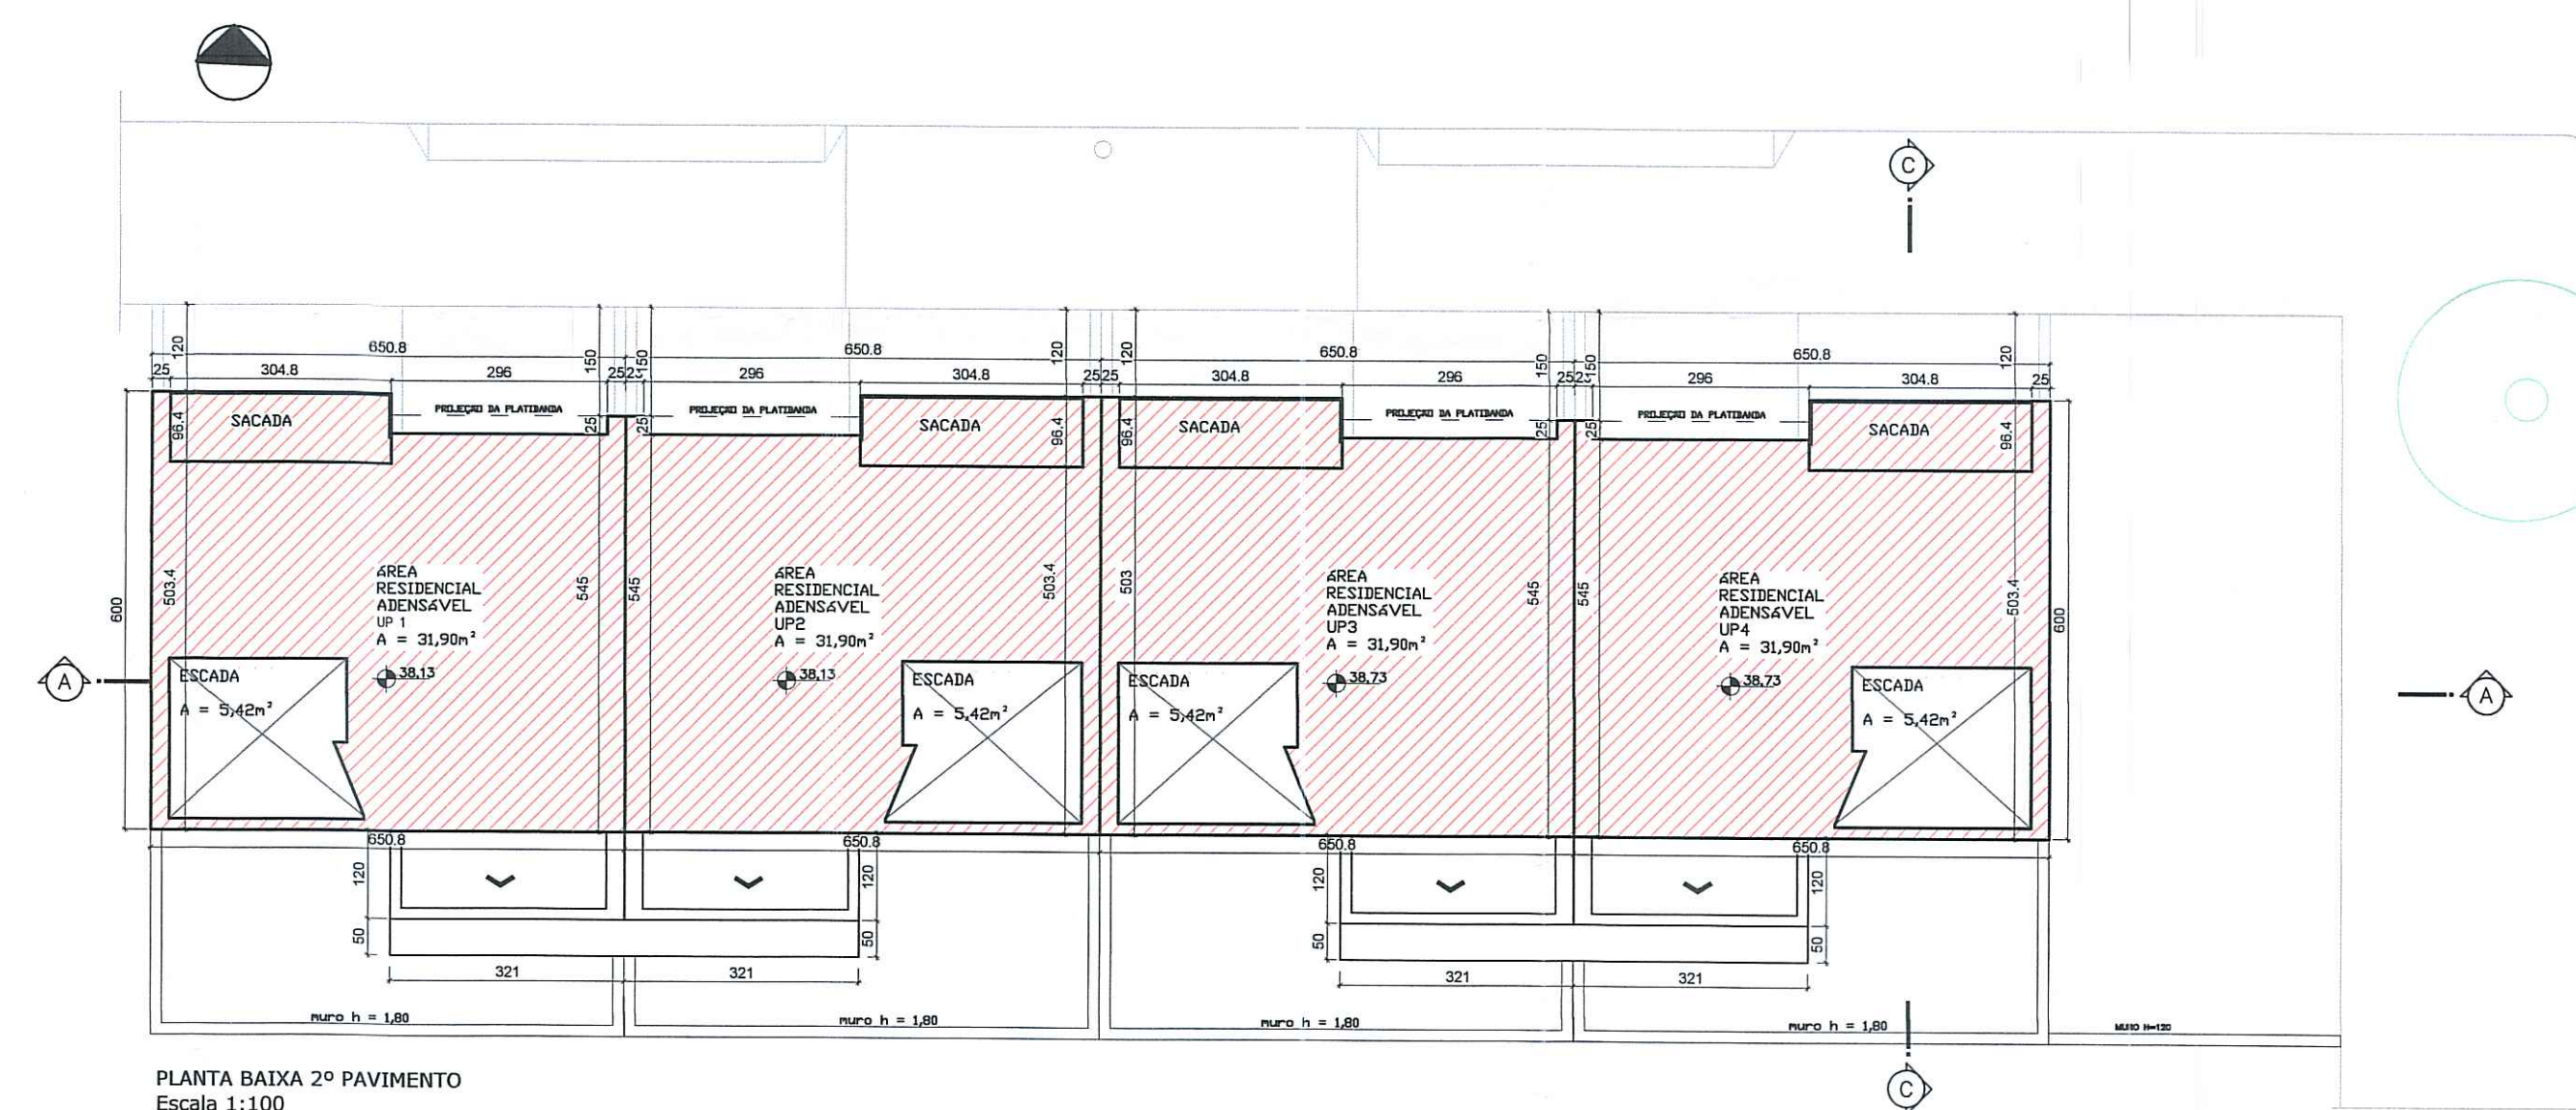 C
650.8
650.8
650.8
650.8
120
150
150
120
120
150
150
120
25
304.8
296
25
296
304.8
25
25
304.8
296
25
296
304.8
25
SACADA
96.4
PROJEÇÃO DA PLATIBANDA
25
25
PROJEÇÃO DA PLATIBANDA
SACADA
96.4
96.4
SACADA
PROJEÇÃO DA PLATIBANDA
25
25
PROJEÇÃO DA PLATIBANDA
SACADA
96.4
600
503.4
ÁREA
RESIDENCIAL
ADENSÁVEL
UP 1
A = 31,90m²
38,13
545
545
ÁREA
RESIDENCIAL
ADENSÁVEL
UP2
A = 31,90m²
38,13
503.4
503
ÁREA
RESIDENCIAL
ADENSÁVEL
UP3
A = 31,90m²
38,73
545
545
ÁREA
RESIDENCIAL
ADENSÁVEL
UP4
A = 31,90m²
38,73
503.4
600
A
ESCADA
A = 5,42m²
ESCADA
A = 5,42m²
ESCADA
A = 5,42m²
ESCADA
A = 5,42m²
A
650.8
650.8
650.8
650.8
120
120
120
120
50
50
50
50
321
321
321
321
muro h = 1,80
muro h = 1,80
muro h = 1,80
muro h = 1,80
MURO H=120
C
PLANTA BAIXA 2º PAVIMENTO
Escala 1:100